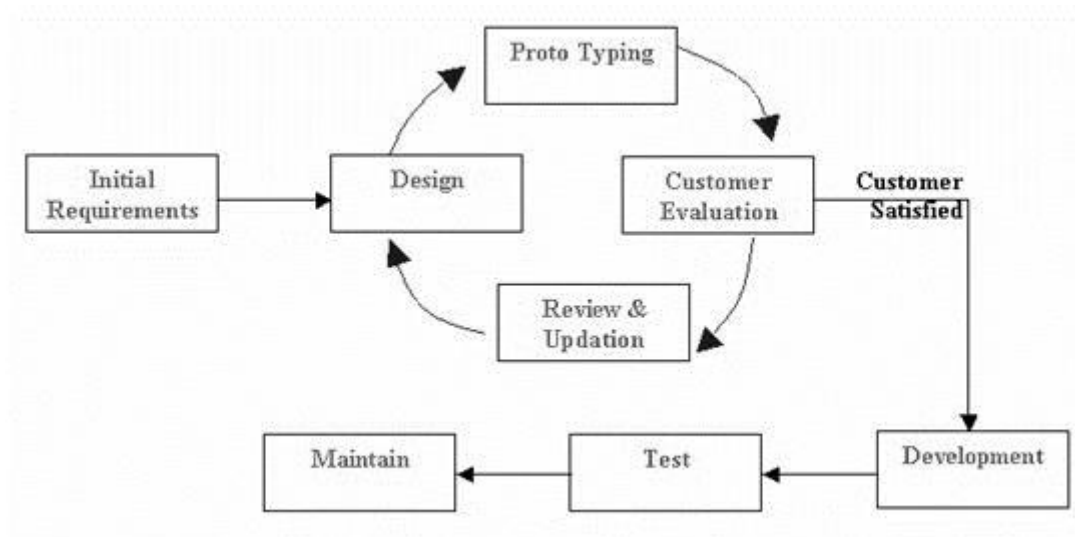 Proto Typing
Initial
Requirements
Design
Customer
Evaluation
Customer
Satisfied
Review &
Updation
Maintain
Test
Development